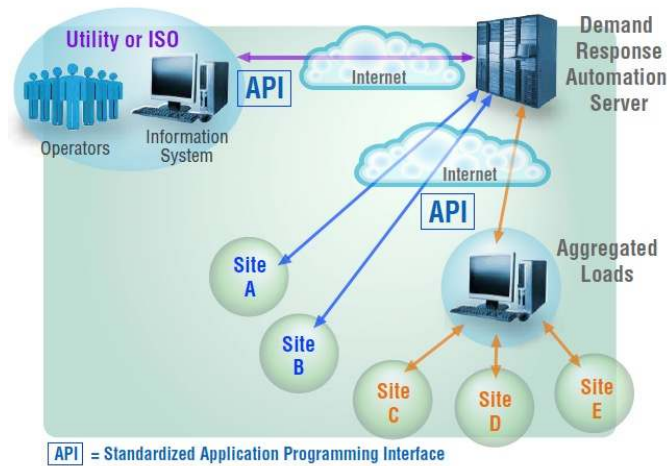 Utility or ISO
Operators
Information
System
API
Internet
Demand
Response
Automation
Server
Internet
API
Site
A
Site
B
Aggregated
Loads
Site
C
Site
D
Site
E
API = Standardized Application Programming Interface